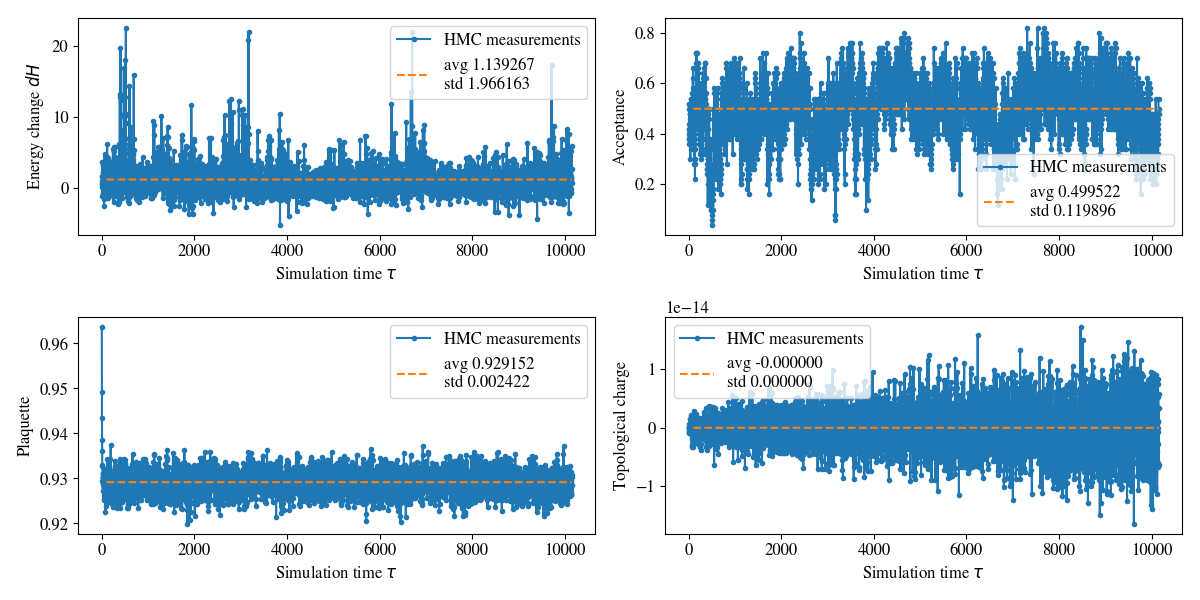 20
10
0
Energy change dH
HMC measurements
avg 1.139267
std 1.966163
0 2000 4000 6000 8000 10000
Simulation time τ
0.8
0.6
0.4
0.2
Acceptance
HMC measurements
avg 0.499522
std 0.119896
0 2000 4000 6000 8000 10000
Simulation time τ
0.96
0.95
0.94
0.93
0.92
Plaquette
HMC measurements
avg 0.929152
std 0.002422
0 2000 4000 6000 8000 10000
Simulation time τ
1e−14
1
0
−1
Topological charge
HMC measurements
avg -0.000000
std 0.000000
0 2000 4000 6000 8000 10000
Simulation time τ